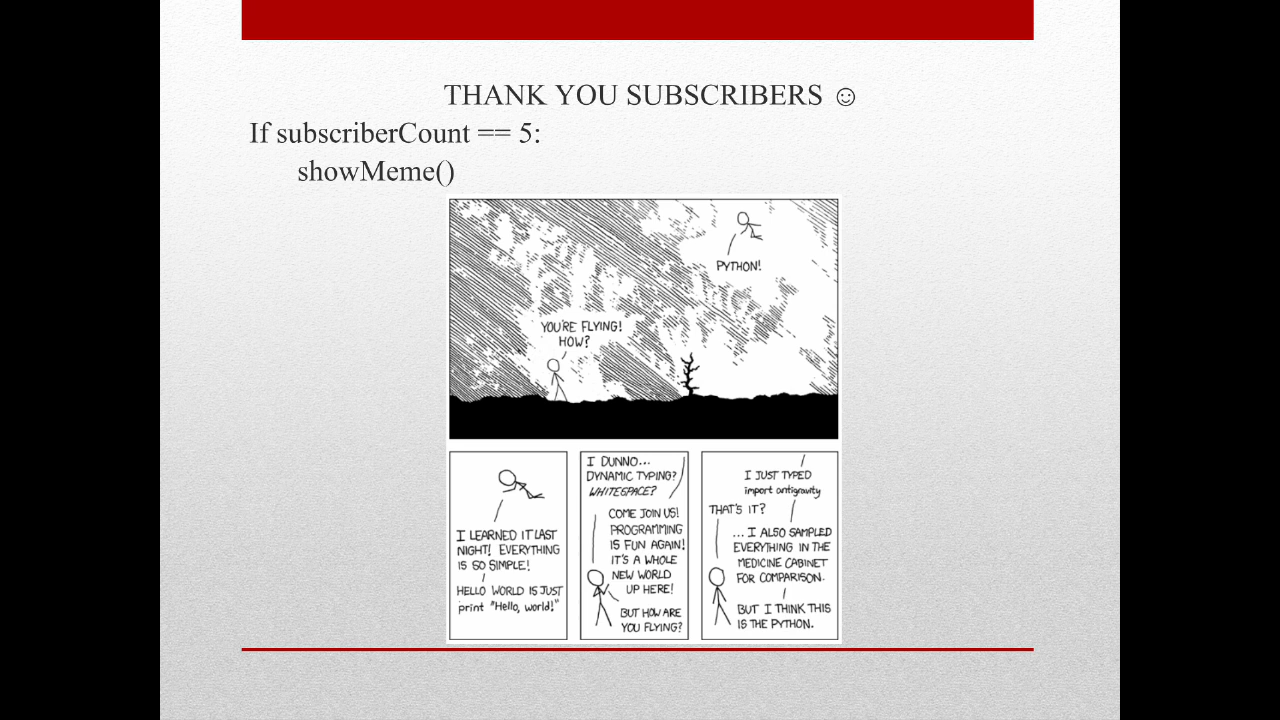 THANK YOU SUBSCRIBERS ☺
If subscriberCount == 5:
showMeme()
PYTHON!
YOU'RE FLYING!
HOW?
I LEARNED IT LAST
NIGHT! EVERYTHING
IS SO SIMPLE!
HELLO WORLD IS JUST
print "Hello, world!"
I DUNNO...
DYNAMIC TYPING?
WHITESPACE?
COME JOIN US!
PROGRAMMING
IS FUN AGAIN!
IT'S A WHOLE
NEW WORLD
UP HERE!
BUT HOW ARE
YOU FLYING?
I JUST TYPED
import antigravity
THAT'S IT?
... I ALSO SAMPLED
EVERYTHING IN THE
MEDICINE CABINET
FOR COMPARISON.
BUT I THINK THIS
IS THE PYTHON.